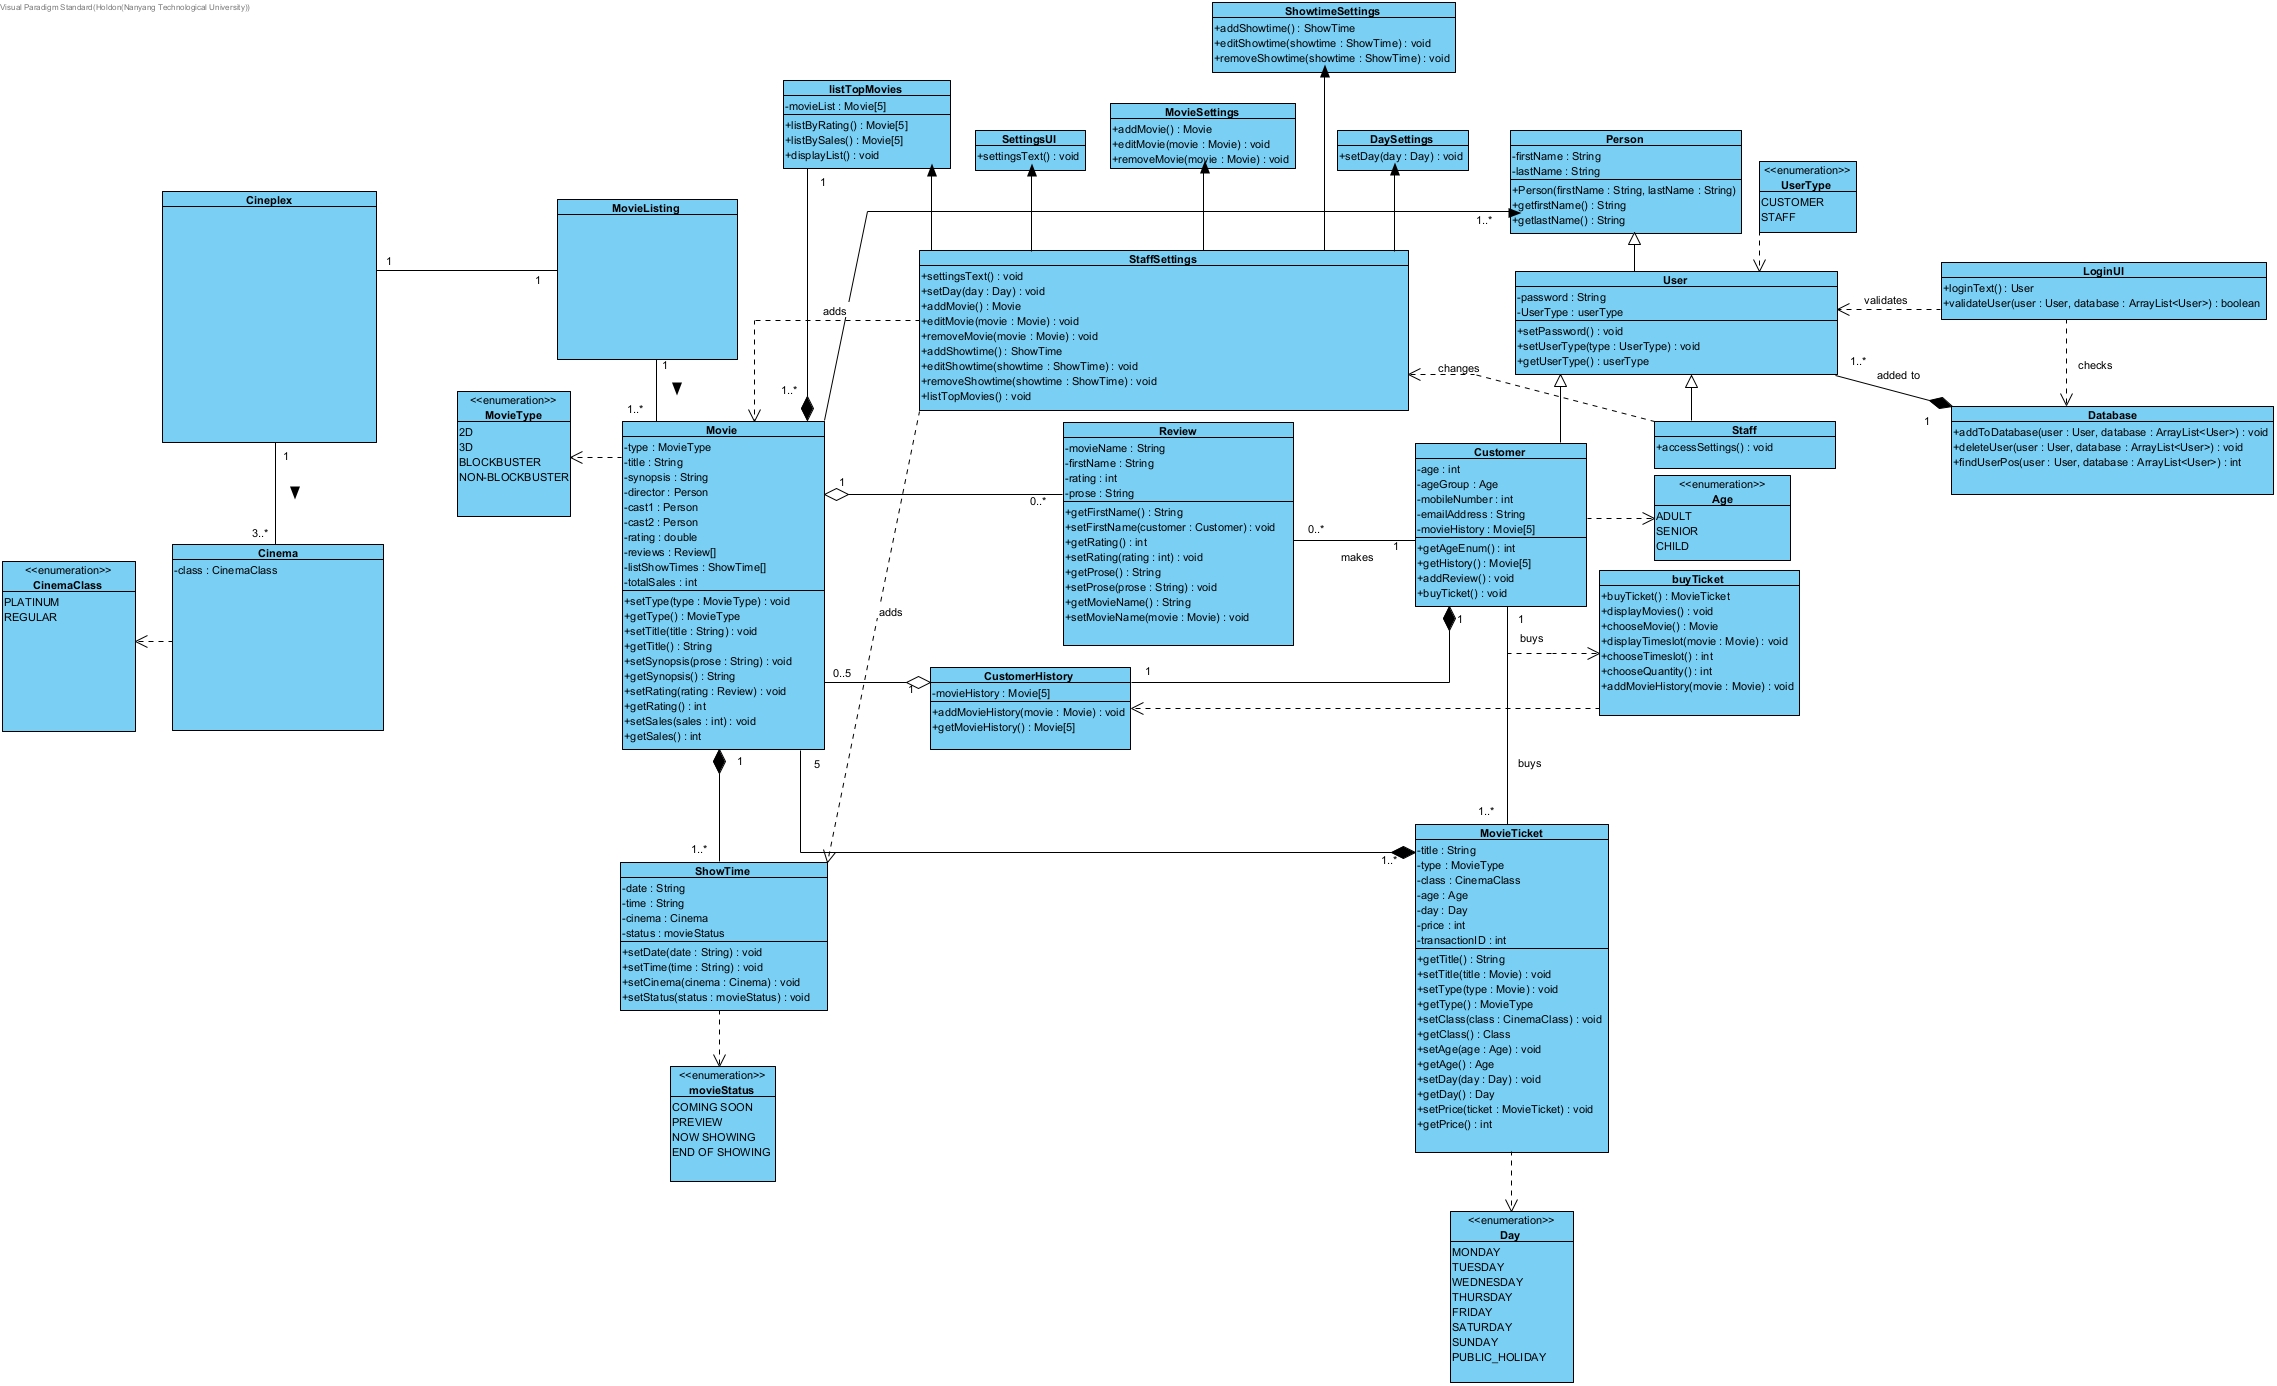 Visual Paradigm Standard(Holdon(Nanyang Technological University))
ShowtimeSettings
+addShowtime() : ShowTime
+editShowtime(showtime : ShowTime) : void
+removeShowtime(showtime : ShowTime) : void
listTopMovies
-movieList : Movie[5]
+listByRating() : Movie[5]
+listBySales() : Movie[5]
+displayList() : void
SettingsUI
+settingsText() : void
MovieSettings
+addMovie() : Movie
+editMovie(movie : Movie) : void
+removeMovie(movie : Movie) : void
DaySettings
+setDay(day : Day) : void
Person
-firstName : String
-lastName : String
+Person(firstName : String, lastName : String)
+getfirstName() : String
+getlastName() : String
<<enumeration>>
UserType
CUSTOMER
STAFF
Cineplex
MovieListing
1
1
1
1..*
StaffSettings
+settingsText() : void
+setDay(day : Day) : void
+addMovie() : Movie
+editMovie(movie : Movie) : void
+removeMovie(movie : Movie) : void
+addShowtime() : ShowTime
+editShowtime(showtime : ShowTime) : void
+removeShowtime(showtime : ShowTime) : void
+listTopMovies() : void
User
-password : String
-UserType : userType
+setPassword() : void
+setUserType(type : UserType) : void
+getUserType() : userType
LoginUI
+loginText() : User
+validateUser(user : User, database : ArrayList<User>) : boolean
validates
adds
changes
checks
1..*
added to
1
1
1..*
1..*
<<enumeration>>
MovieType
2D
3D
BLOCKBUSTER
NON-BLOCKBUSTER
Movie
-type : MovieType
-title : String
-synopsis : String
-director : Person
-cast1 : Person
-cast2 : Person
-rating : double
-reviews : Review[]
-listShowTimes : ShowTime[]
-totalSales : int
+setType(type : MovieType) : void
+getType() : MovieType
+setTitle(title : String) : void
+getTitle() : String
+setSynopsis(prose : String) : void
+getSynopsis() : String
+setRating(rating : Review) : void
+getRating() : int
+setSales(sales : int) : void
+getSales() : int
Review
-movieName : String
-firstName : String
-rating : int
-prose : String
+getFirstName() : String
+setFirstName(customer : Customer) : void
+getRating() : int
+setRating(rating : int) : void
+getProse() : String
+setProse(prose : String) : void
+getMovieName() : String
+setMovieName(movie : Movie) : void
Customer
-age : int
-ageGroup : Age
-mobileNumber : int
-emailAddress : String
-movieHistory : Movie[5]
+getAgeEnum() : int
+getHistory() : Movie[5]
+addReview() : void
+buyTicket() : void
Staff
+accessSettings() : void
Database
+addToDatabase(user : User, database : ArrayList<User>) : void
+deleteUser(user : User, database : ArrayList<User>) : void
+findUserPos(user : User, database : ArrayList<User>) : int
<<enumeration>>
Age
ADULT
SENIOR
CHILD
1
3..*
1
0..*
0..*
1
makes
<<enumeration>>
CinemaClass
PLATINUM
REGULAR
Cinema
-class : CinemaClass
buyTicket
+buyTicket() : MovieTicket
+displayMovies() : void
+chooseMovie() : Movie
+displayTimeslot(movie : Movie) : void
+chooseTimeslot() : int
+chooseQuantity() : int
+addMovieHistory(movie : Movie) : void
adds
1
1
buys
0..5
1
1
CustomerHistory
-movieHistory : Movie[5]
+addMovieHistory(movie : Movie) : void
+getMovieHistory() : Movie[5]
1
5
buys
1..*
1..*
1..*
ShowTime
-date : String
-time : String
-cinema : Cinema
-status : movieStatus
+setDate(date : String) : void
+setTime(time : String) : void
+setCinema(cinema : Cinema) : void
+setStatus(status : movieStatus) : void
MovieTicket
-title : String
-type : MovieType
-class : CinemaClass
-age : Age
-day : Day
-price : int
-transactionID : int
+getTitle() : String
+setTitle(title : Movie) : void
+setType(type : Movie) : void
+getType() : MovieType
+setClass(class : CinemaClass) : void
+getClass() : Class
+setAge(age : Age) : void
+getAge() : Age
+setDay(day : Day) : void
+getDay() : Day
+setPrice(ticket : MovieTicket) : void
+getPrice() : int
<<enumeration>>
movieStatus
COMING SOON
PREVIEW
NOW SHOWING
END OF SHOWING
<<enumeration>>
Day
MONDAY
TUESDAY
WEDNESDAY
THURSDAY
FRIDAY
SATURDAY
SUNDAY
PUBLIC_HOLIDAY